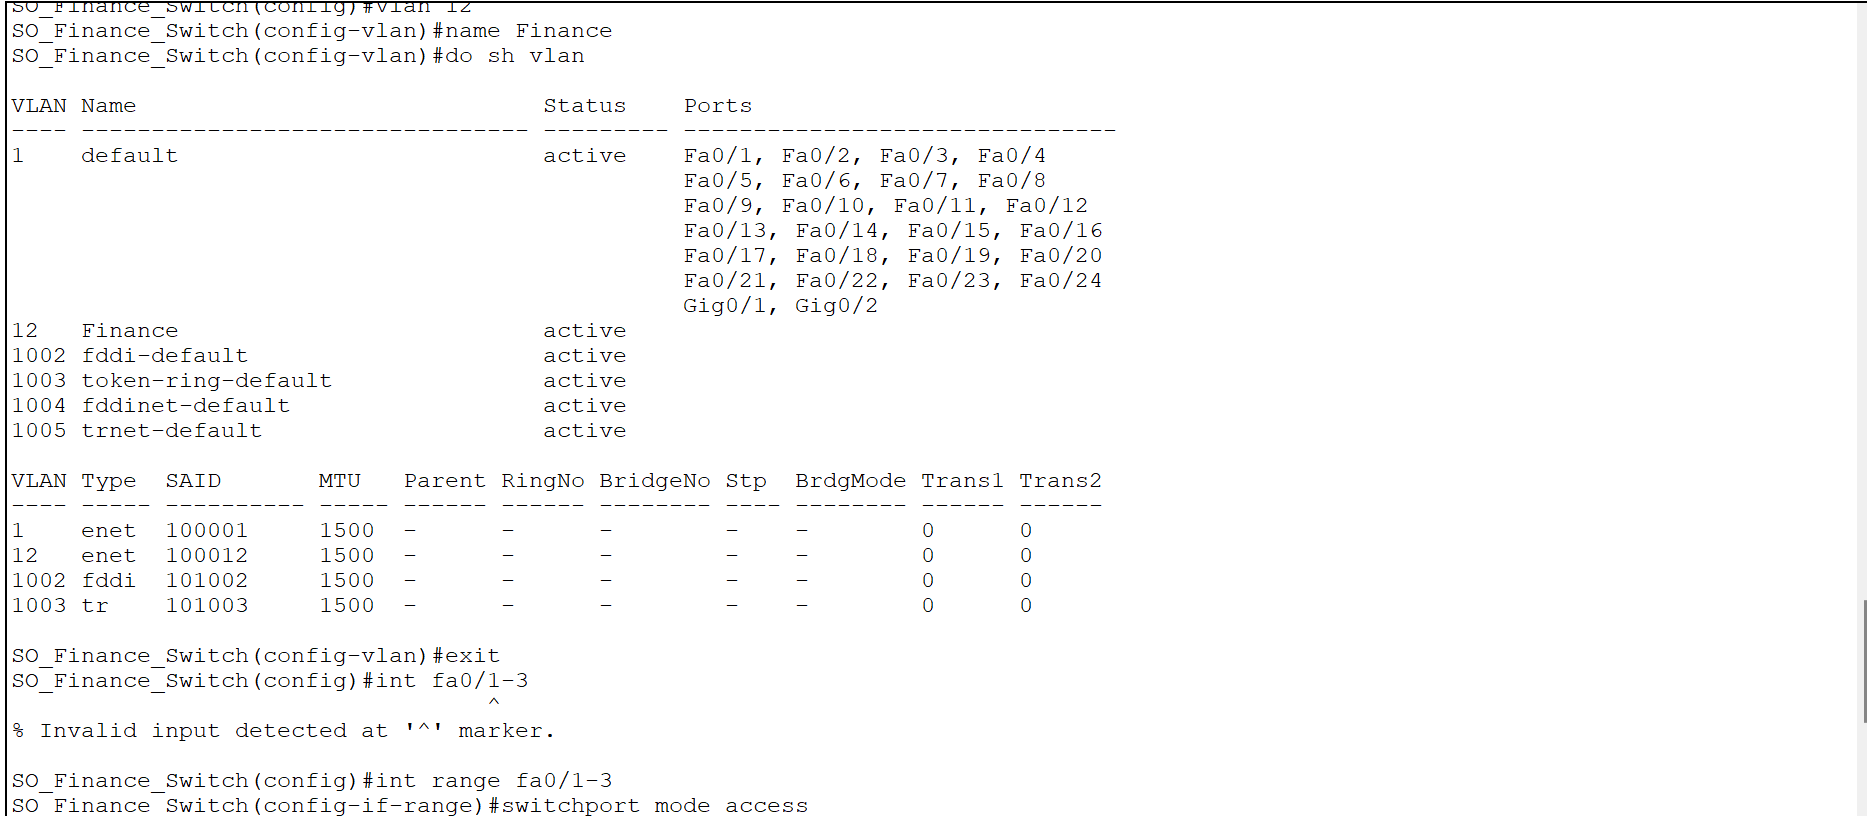 SO_Finance_Switch(config)#vlan 12
SO_Finance_Switch(config-vlan)#name Finance
SO_Finance_Switch(config-vlan)#do sh vlan

VLAN Name                             Status    Ports
---- -------------------------------- --------- -------------------------------
1    default                          active    Fa0/1, Fa0/2, Fa0/3, Fa0/4
                                                Fa0/5, Fa0/6, Fa0/7, Fa0/8
                                                Fa0/9, Fa0/10, Fa0/11, Fa0/12
                                                Fa0/13, Fa0/14, Fa0/15, Fa0/16
                                                Fa0/17, Fa0/18, Fa0/19, Fa0/20
                                                Fa0/21, Fa0/22, Fa0/23, Fa0/24
                                                Gig0/1, Gig0/2
12   Finance                          active
1002 fddi-default                     active
1003 token-ring-default               active
1004 fddinet-default                  active
1005 trnet-default                    active

VLAN Type  SAID       MTU   Parent RingNo BridgeNo Stp  BrdgMode Trans1 Trans2
---- ----- ---------- ----- ------ ------ -------- ---- -------- ------ ------
1    enet  100001     1500  -      -      -        -    -        0      0
12   enet  100012     1500  -      -      -        -    -        0      0
1002 fddi  101002     1500  -      -      -        -    -        0      0
1003 tr    101003     1500  -      -      -        -    -        0      0

SO_Finance_Switch(config-vlan)#exit
SO_Finance_Switch(config)#int fa0/1-3
                                  ^
% Invalid input detected at '^' marker.

SO_Finance_Switch(config)#int range fa0/1-3
SO_Finance_Switch(config-if-range)#switchport mode access